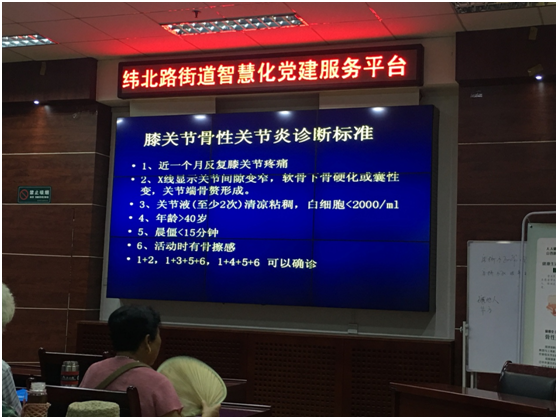 纬北路街道智慧化党建服务平台
膝关节骨性关节炎诊断标准
• 1、近一个月反复膝关节疼痛
• 2、X线显示关节间隙变窄，软骨下骨硬化或囊性
变，关节端骨赘形成。
• 3、关节液(至少2次)清凉粘稠，白细胞<2000/ml
• 4、年龄>40岁
• 5、晨僵<15分钟
• 6、活动时有骨擦感
• 1+2，1+3+5+6，1+4+5+6 可以确诊
禁止吸烟